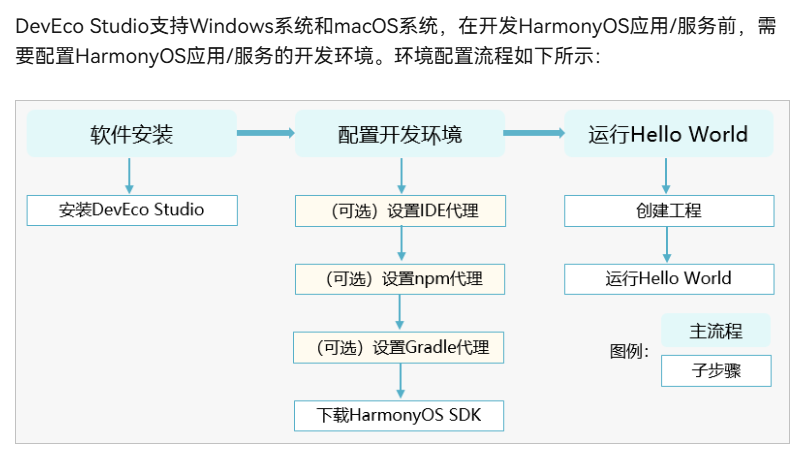 DevEco Studio支持Windows系统和macOS系统，在开发HarmonyOS应用/服务前，需
要配置HarmonyOS应用/服务的开发环境。环境配置流程如下所示：
软件安装
配置开发环境
运行Hello World
安装DevEco Studio
（可选）设置IDE代理
创建工程
（可选）设置npm代理
运行Hello World
（可选）设置Gradle代理
下载HarmonyOS SDK
图例：
主流程
子步骤